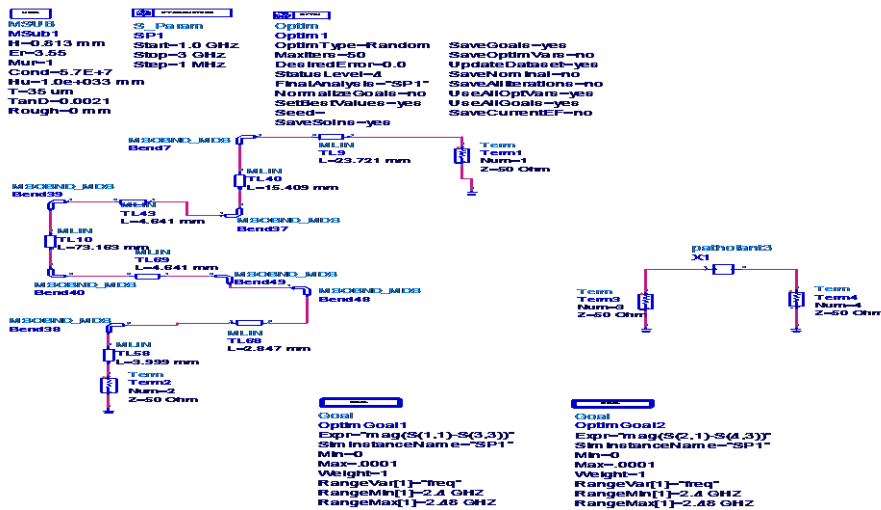 MSUB
MSub1
H=0.813 mm
Er=3.55
Mur=1
Cond=5.7E+7
Hu=1.0e+033 mm
T=35 um
TanD=0.0021
Rough=0 mm
S_Param
SP1
Start=1.0 GHz
Stop=3 GHz
Step=1 MHz
Optim
Optim1
OptimType=Random
MaxIters=50
DesiredError=0.0
StatusLevel=4
FinalAnalysis="SP1"
NormalizeGoals=no
SetBestValues=yes
Seed=
SaveSolns=yes
SaveGoals=yes
SaveOptimVars=no
UpdateDataset=yes
SaveNominal=no
SaveAllIterations=no
UseAllOptVars=yes
UseAllGoals=yes
SaveCurrentEF=no
MSOBND_MDS
Bend7
MLIN
TL9
L=23.721 mm
Term
Term1
Num=1
Z=50 Ohm
MLIN
TL40
L=15.409 mm
MSOBND_MDS
Bend39
MLIN
TL43
L=4.641 mm
MSOBND_MDS
Bend37
MLIN
TL10
L=73.163 mm
MLIN
TL69
L=4.641 mm
MSOBND_MDS
Bend40
MSOBND_MDS
Bend49
MSOBND_MDS
Bend48
MSOBND_MDS
Bend38
MLIN
TL68
L=2.847 mm
MLIN
TL58
L=3.999 mm
Term
Term2
Num=2
Z=50 Ohm
X1
Term
Term3
Num=3
Z=50 Ohm
Term
Term4
Num=4
Z=50 Ohm
Goal
OptimGoal1
Expr="mag(S(1,1)-S(3,3))"
SimInstanceName="SP1"
Min=0
Max=.0001
Weight=1
RangeVar[1]="freq"
RangeMin[1]=2.4 GHZ
RangeMax[1]=2.48 GHZ
Goal
OptimGoal2
Expr="mag(S(2,1)-S(4,3))"
SimInstanceName="SP1"
Min=0
Max=.0001
Weight=1
RangeVar[1]="freq"
RangeMin[1]=2.4 GHZ
RangeMax[1]=2.48 GHZ